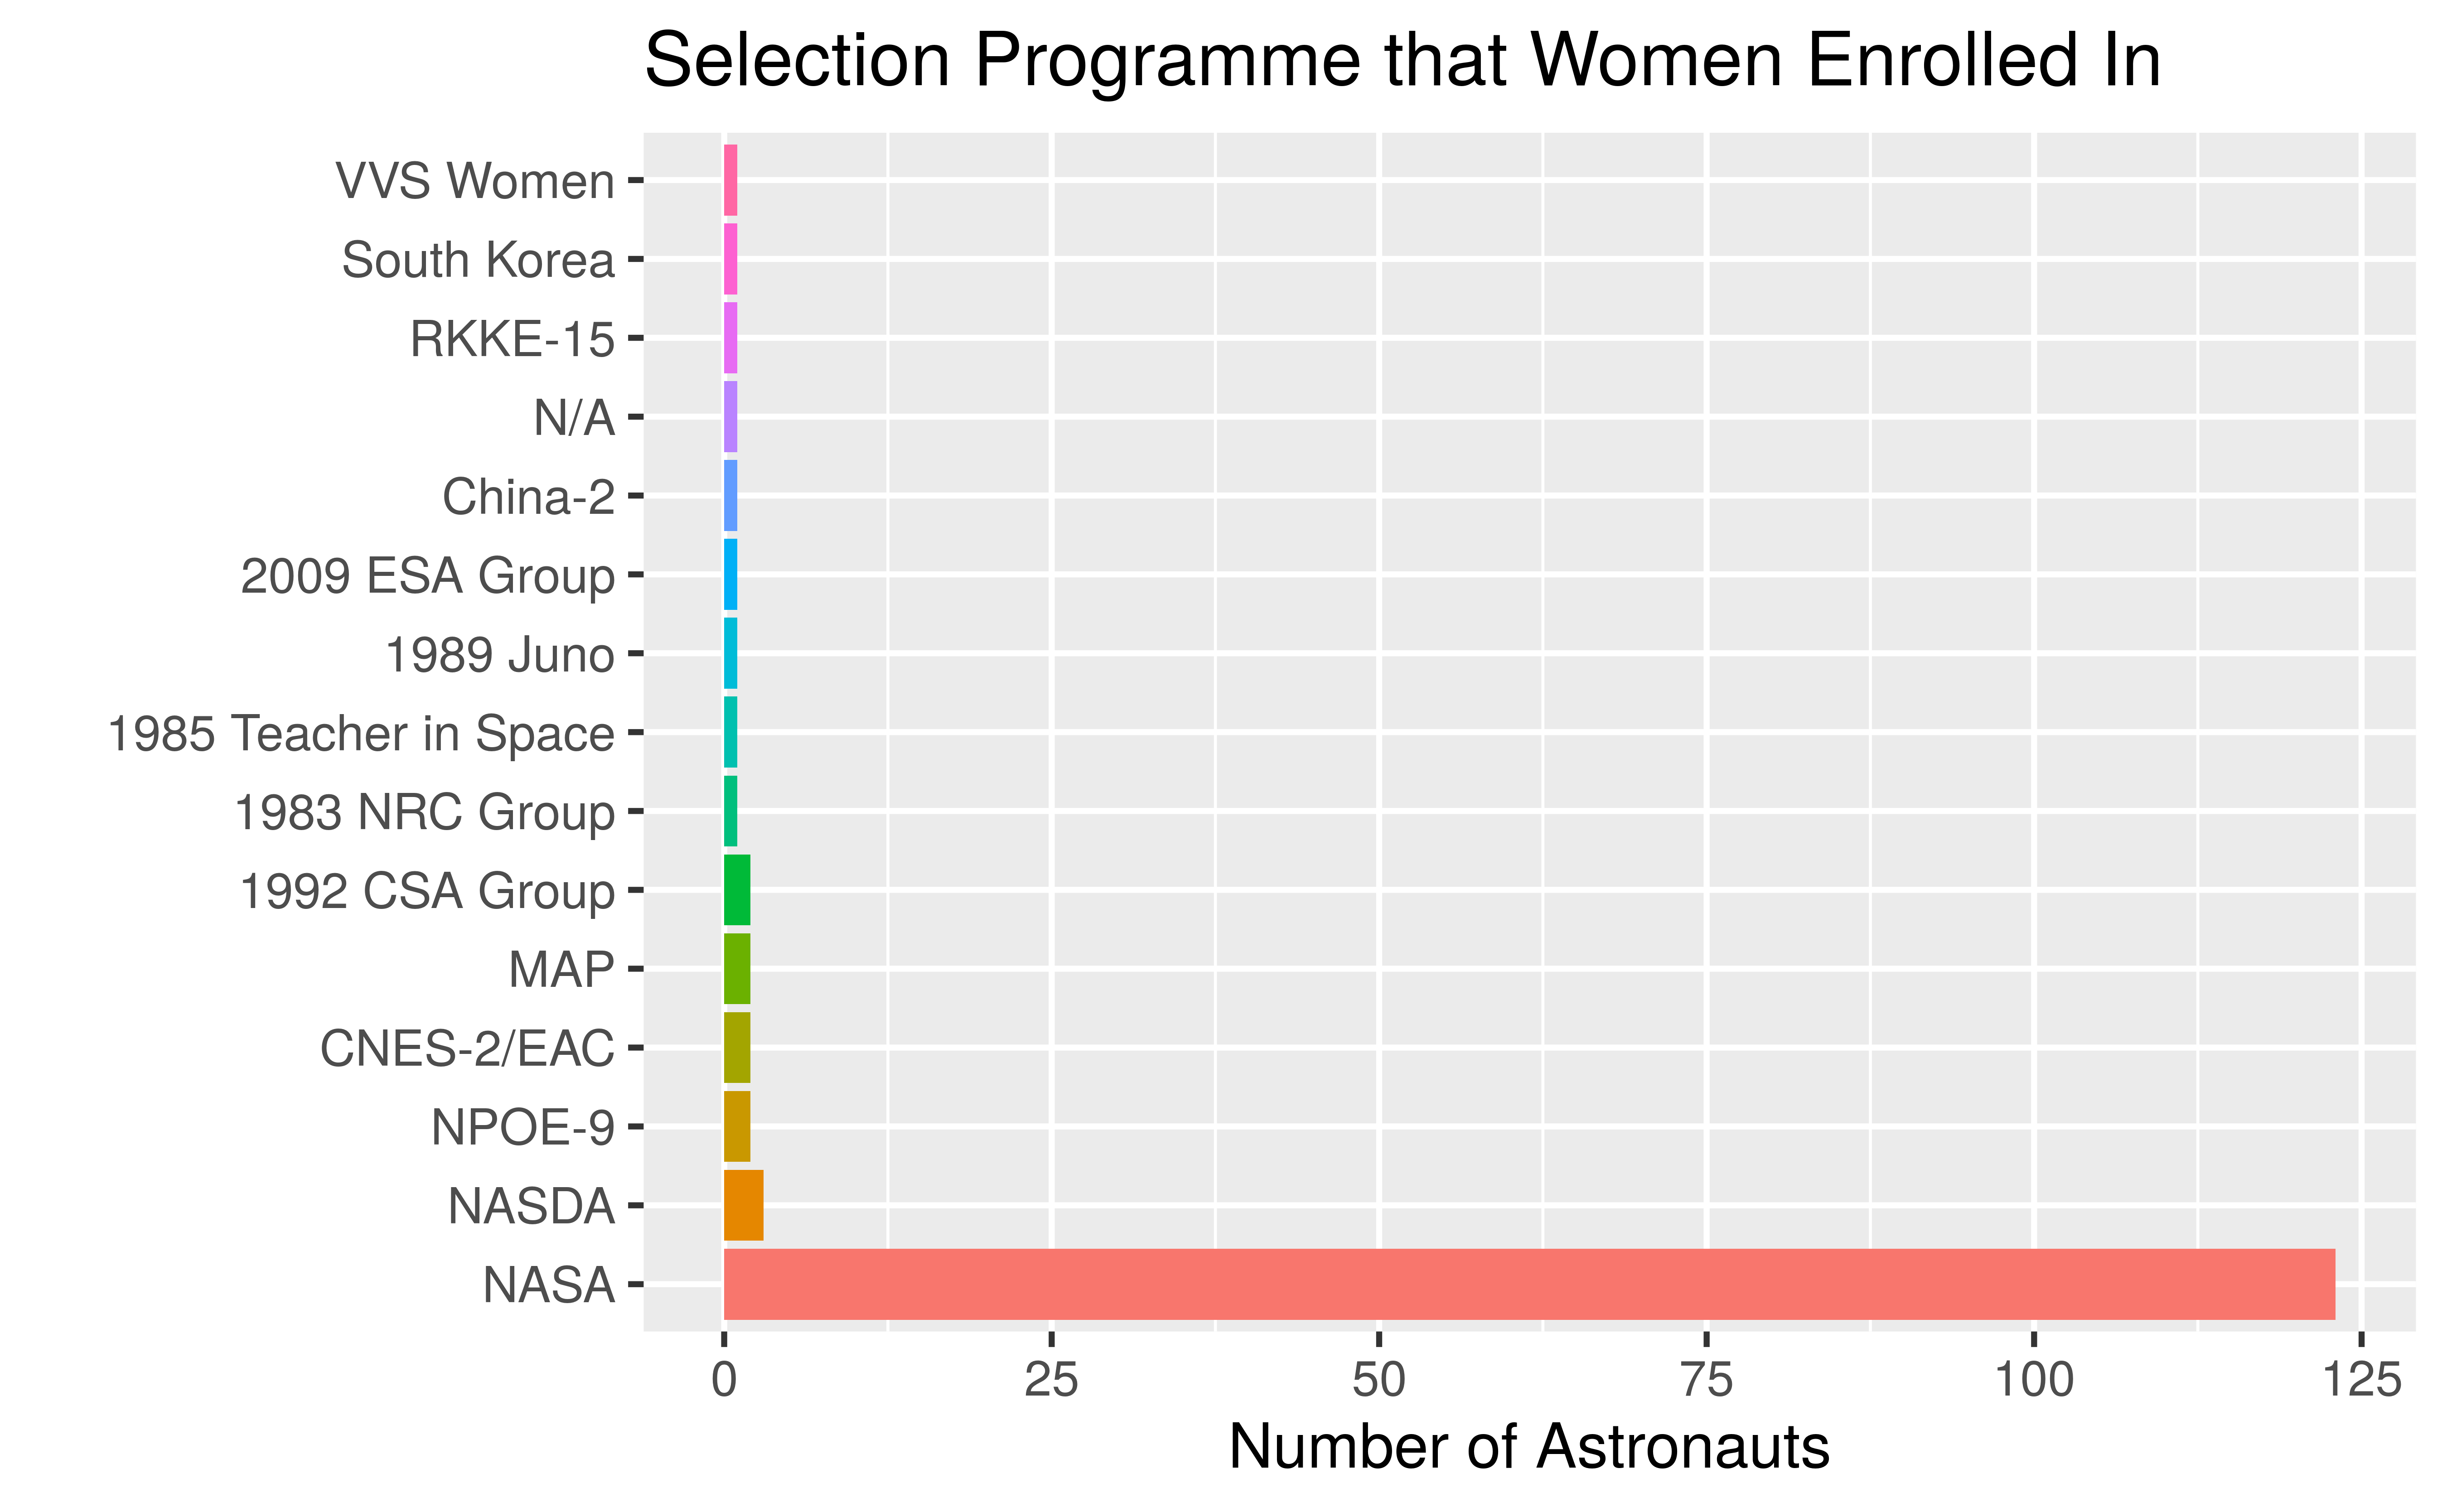 Selection Programme that Women Enrolled In
VVS Women
South Korea
RKKE-15
N/A
China-2
2009 ESA Group
1989 Juno
1985 Teacher in Space
1983 NRC Group
1992 CSA Group
MAP
CNES-2/EAC
NPOE-9
NASDA
NASA
0 25 50 75 100 125
Number of Astronauts